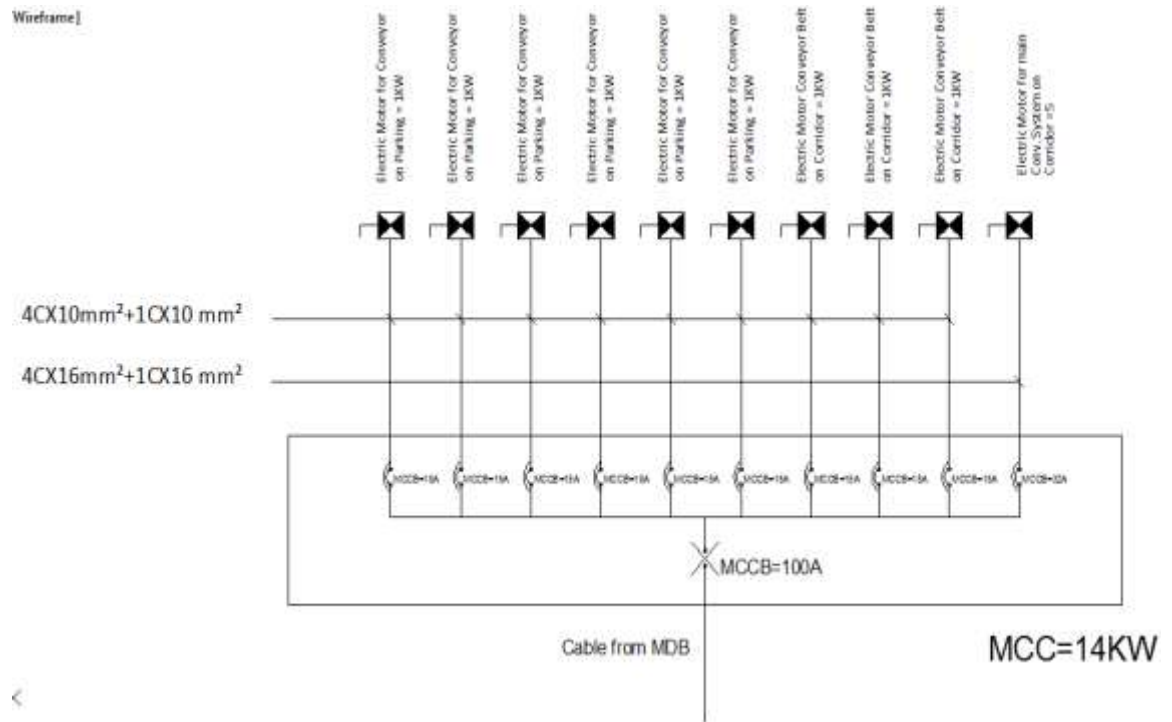 Wireframe]
Electric Motor for Conveyor
on Parking = 1KW
Electric Motor for Conveyor
on Parking = 1KW
Electric Motor for Conveyor
on Parking = 1KW
Electric Motor for Conveyor
on Parking = 1KW
Electric Motor for Conveyor
on Parking = 1KW
Electric Motor for Conveyor
on Parking = 1KW
Electric Motor Conveyor Belt
on Corridor = 1KW
Electric Motor Conveyor Belt
on Corridor = 1KW
Electric Motor Conveyor Belt
on Corridor = 1KW
Electric Motor for main
Conv. System on
Corridor =5
4CX10mm²+1CX10 mm²
4CX16mm²+1CX16 mm²
MCCB=100A
Cable from MDB
MCC=14KW